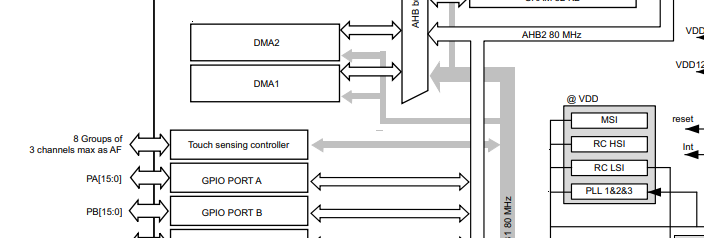 AHB b
DMA2
AHB2 80 MHz
VDD
DMA1
VDD12
@ VDD
MSI
reset
8 Groups of
3 channels max as AF
Touch sensing controller
RC HSI
Int
RC LSI
PA[15:0]
GPIO PORT A
PLL 1&2&3
PB[15:0]
GPIO PORT B
1 80 MHz